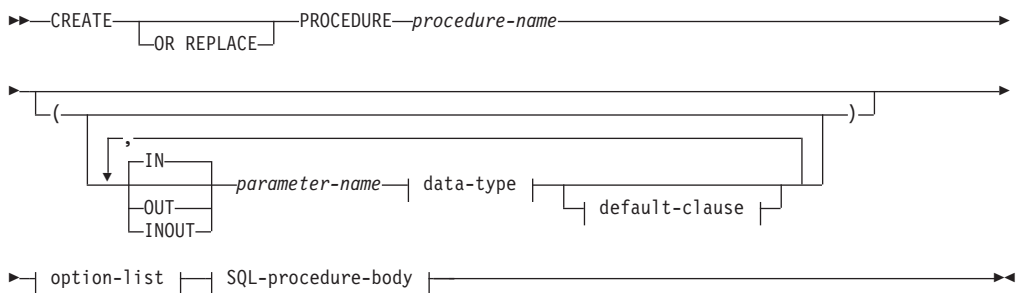 CREATE PROCEDURE procedure-name
OR REPLACE
( )
,
IN
parameter-name data-type
OUT default-clause
INOUT
option-list SQL-procedure-body